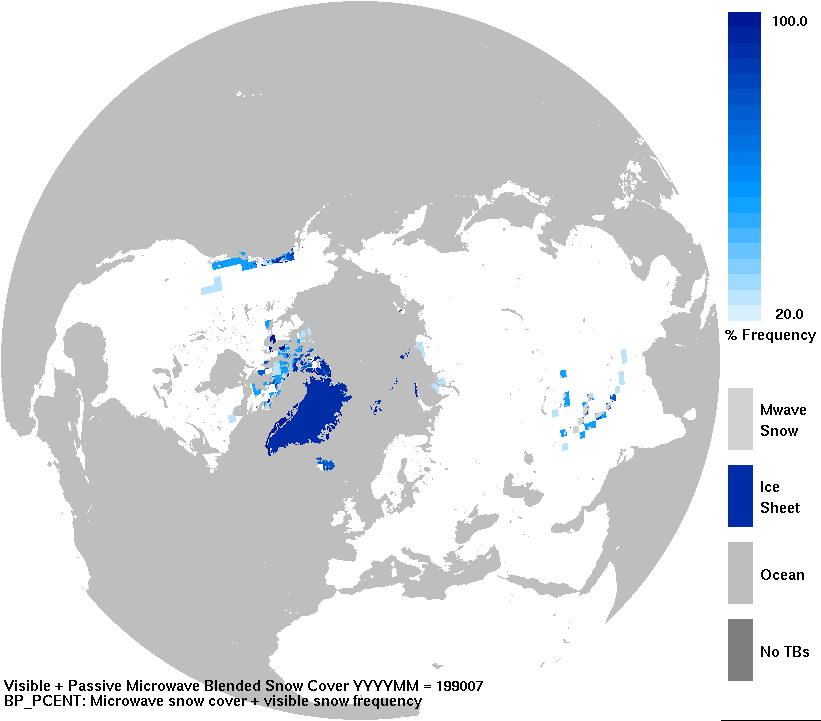 100.0
20.0
% Frequency
Mwave
Snow
Ice
Sheet
Ocean
No TBs
Visible + Passive Microwave Blended Snow Cover YYYYMM = 199007
BP_PCENT: Microwave snow cover + visible snow frequency